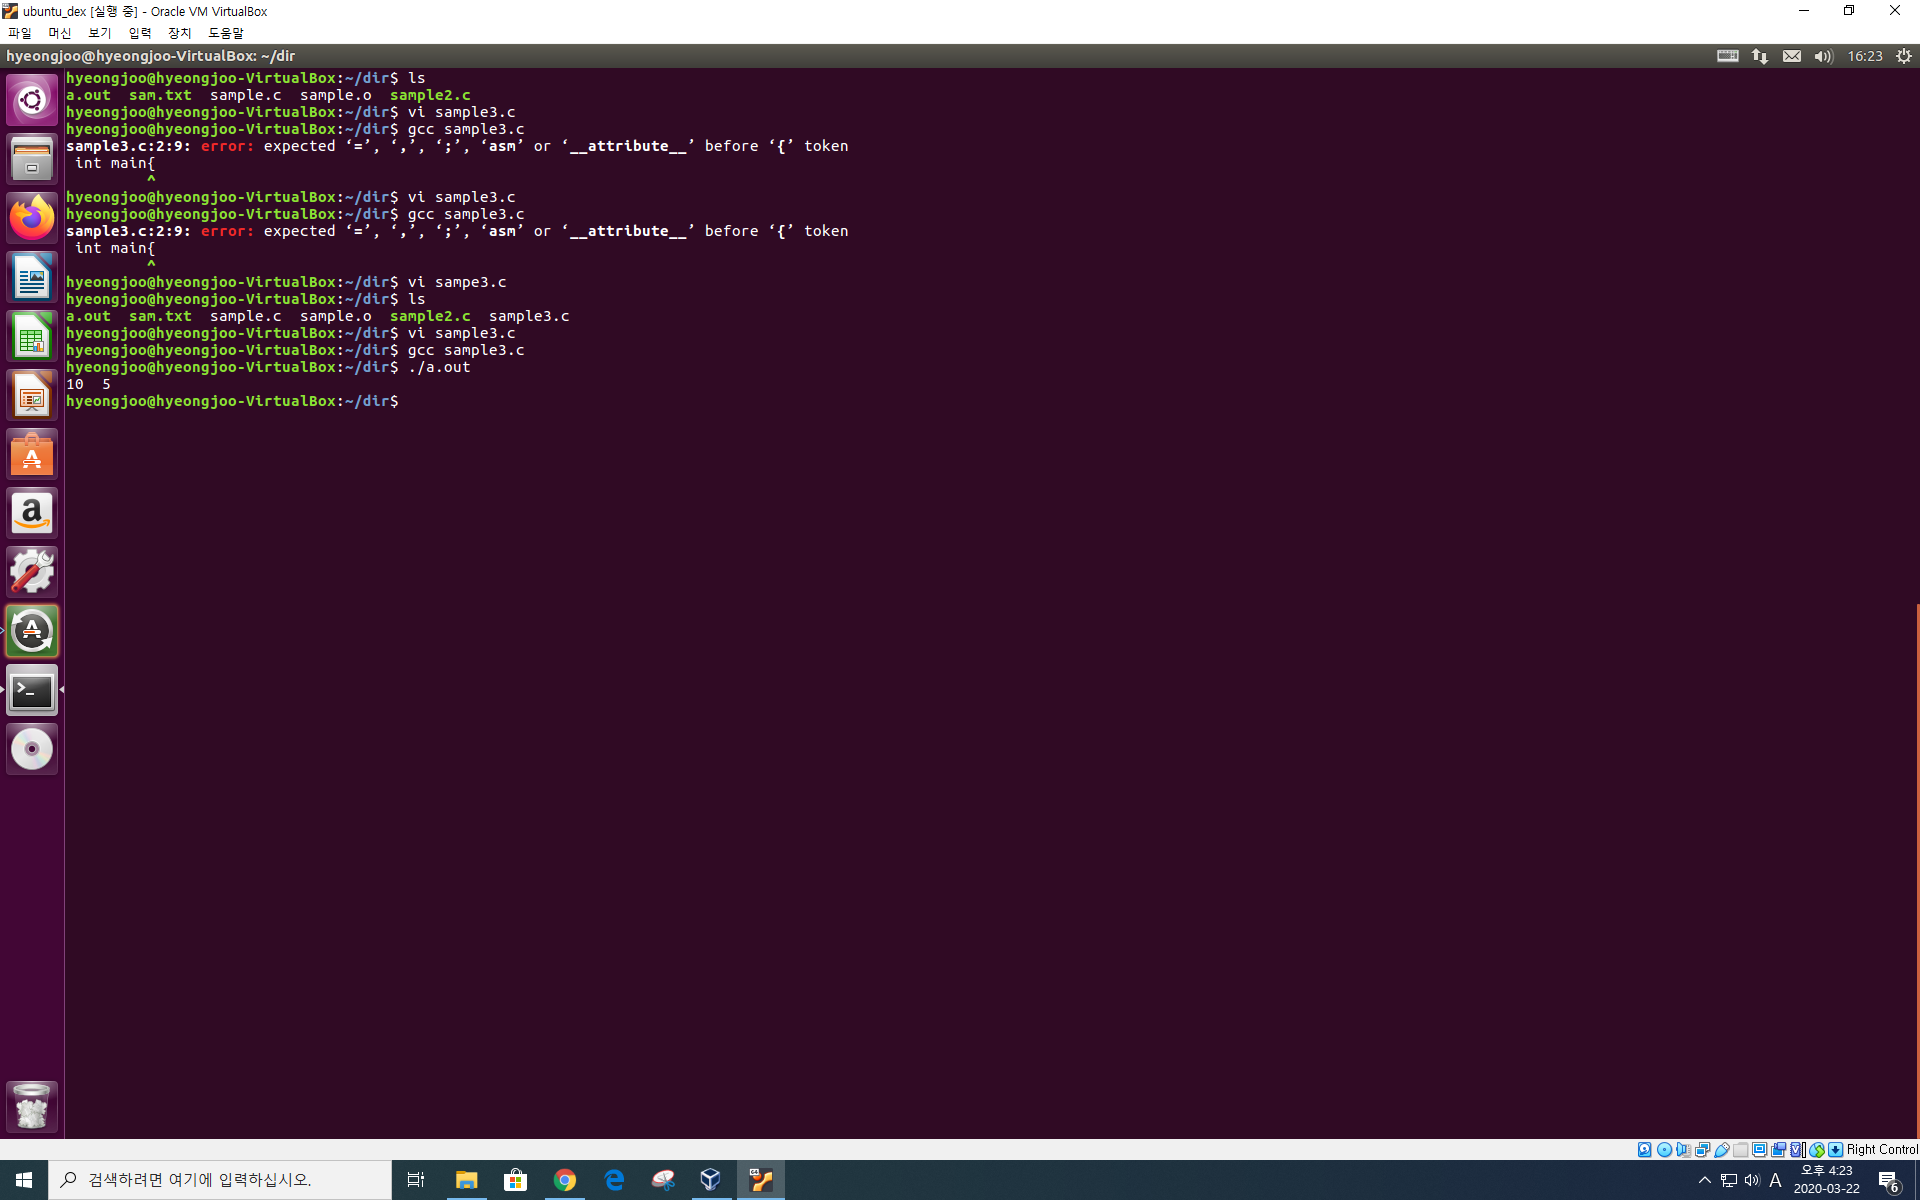 ubuntu_dex [실행 중] - Oracle VM VirtualBox
파일 머신 보기 입력 장치 도움말
hyeongjoo@hyeongjoo-VirtualBox: ~/dir 16:23
hyeongjoo@hyeongjoo-VirtualBox:~/dir$ ls
a.out  sam.txt  sample.c  sample.o  sample2.c
hyeongjoo@hyeongjoo-VirtualBox:~/dir$ vi sample3.c
hyeongjoo@hyeongjoo-VirtualBox:~/dir$ gcc sample3.c
sample3.c:2:9: error: expected ‘=’, ‘,’, ‘;’, ‘asm’ or ‘__attribute__’ before ‘{’ token
 int main{
         ^
hyeongjoo@hyeongjoo-VirtualBox:~/dir$ vi sample3.c
hyeongjoo@hyeongjoo-VirtualBox:~/dir$ gcc sample3.c
sample3.c:2:9: error: expected ‘=’, ‘,’, ‘;’, ‘asm’ or ‘__attribute__’ before ‘{’ token
 int main{
         ^
hyeongjoo@hyeongjoo-VirtualBox:~/dir$ vi sampe3.c
hyeongjoo@hyeongjoo-VirtualBox:~/dir$ ls
a.out  sam.txt  sample.c  sample.o  sample2.c  sample3.c
hyeongjoo@hyeongjoo-VirtualBox:~/dir$ vi sample3.c
hyeongjoo@hyeongjoo-VirtualBox:~/dir$ gcc sample3.c
hyeongjoo@hyeongjoo-VirtualBox:~/dir$ ./a.out
10  5
hyeongjoo@hyeongjoo-VirtualBox:~/dir$
Right Control
검색하려면 여기에 입력하십시오.
A
오후 4:23
2020-03-22
6